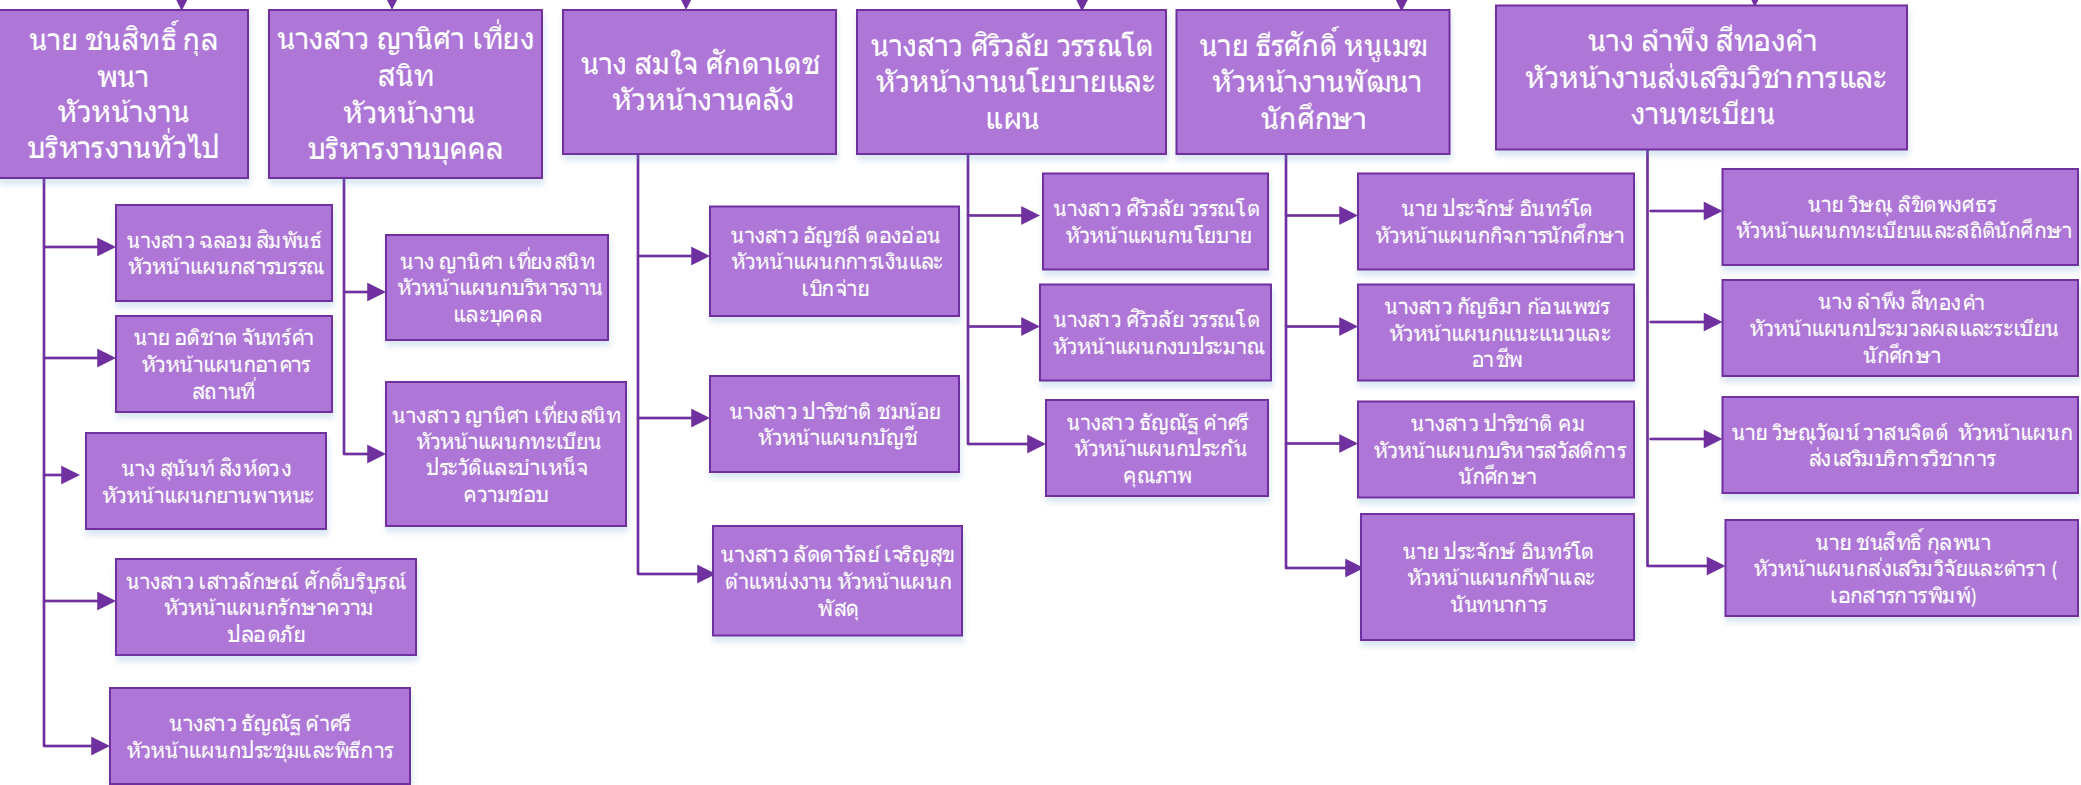 นาย ชนสิทธิ์ กุล
พนา
หัวหน้างาน
บริหารงานทั่วไป
นางสาว ฉลอม สิมพันธ์
หัวหน้าแผนกสารบรรณ
นาย อดิชาต จันทร์คำ
หัวหน้าแผนกอาคาร
สถานที่
นาง สุนันท์ สิงห์ดวง
หัวหน้าแผนกยานพาหนะ
นางสาว เสาวลักษณ์ ศักดิ์บริบูรณ์
หัวหน้าแผนกรักษาความ
ปลอดภัย
นางสาว ธัญณัฐ คำศรี
หัวหน้าแผนกประชุมและพิธีการ
นางสาว ญานิศา เที่ยง
สนิท
หัวหน้างาน
บริหารงานบุคคล
นาง ญานิศา เที่ยงสนิท
หัวหน้าแผนกบริหารงาน
และบุคคล
นางสาว ญานิศา เที่ยงสนิท
หัวหน้าแผนกทะเบียน
ประวัติและบำเหน็จ
ความชอบ
นาง สมใจ ศักดาเดช
หัวหน้างานคลัง
นางสาว อัญชลี ตองอ่อน
หัวหน้าแผนกการเงินและ
เบิกจ่าย
นางสาว ปาริชาติ ชมน้อย
หัวหน้าแผนกบัญชี
นางสาว ลัดดาวัลย์ เจริญสุข
ตำแหน่งงาน หัวหน้าแผนก
พัสดุ
นางสาว ศิริวลัย วรรณโต
หัวหน้างานนโยบายและ
แผน
นางสาว ศิริวลัย วรรณโต
หัวหน้าแผนกนโยบาย
นางสาว ศิริวลัย วรรณโต
หัวหน้าแผนกงบประมาณ
นางสาว ธัญณัฐ คำศรี
หัวหน้าแผนกประกัน
คุณภาพ
นาย ธีรศักดิ์ หนูเมฆ
หัวหน้างานพัฒนา
นักศึกษา
นาย ประจักษ์ อินทร์โต
หัวหน้าแผนกกิจการนักศึกษา
นางสาว กัญธิมา ก้อนเพชร
หัวหน้าแผนกแนะแนวและ
อาชีพ
นางสาว ปาริชาติ คม
หัวหน้าแผนกบริหารสวัสดิการ
นักศึกษา
นาย ประจักษ์ อินทร์โต
หัวหน้าแผนกกีฬาและ
นันทนาการ
นาง ลำพึง สีทองคำ
หัวหน้างานส่งเสริมวิชาการและ
งานทะเบียน
นาย วิษณุ ลิขิตพงศธร
หัวหน้าแผนกทะเบียนและสถิตินักศึกษา
นาง ลำพึง สีทองคำ
หัวหน้าแผนกประมวลผลและระเบียน
นักศึกษา
นาย วิษณุวัฒน์ วาสนจิตต์ หัวหน้าแผนก
ส่งเสริมบริการวิชาการ
นาย ชนสิทธิ์ กุลพนา
หัวหน้าแผนกส่งเสริมวิจัยและตำรา (
เอกสารการพิมพ์)